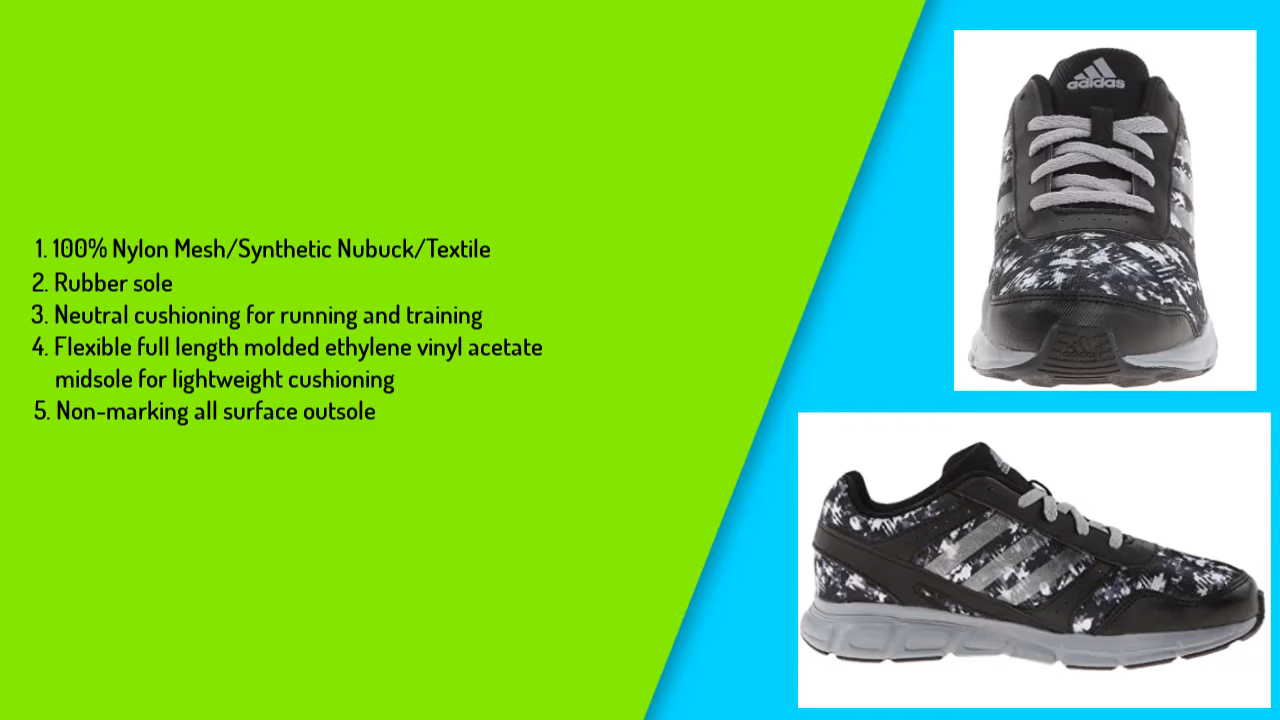 1. 100% Nylon Mesh/Synthetic Nubuck/Textile
2. Rubber sole
3. Neutral cushioning for running and training
4. Flexible full length molded ethylene vinyl acetate
midsole for lightweight cushioning
5. Non-marking all surface outsole
adidas